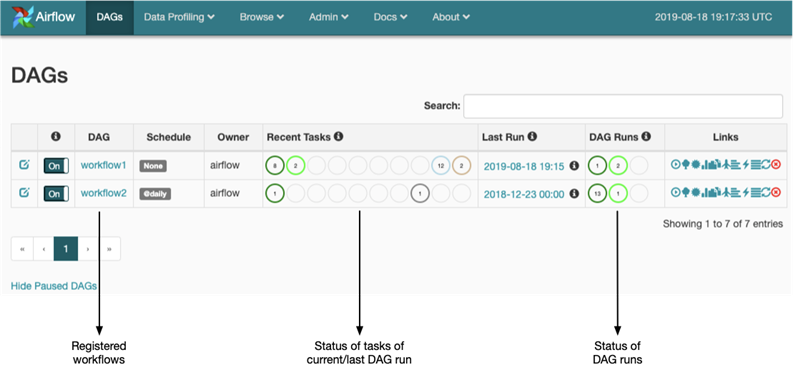 Airflow DAGs Data Profiling Browse Admin Docs About 2019-08-18 19:17:33 UTC
DAGs
Search:
DAG Schedule Owner Recent Tasks Last Run DAG Runs Links
On workflow1 None airflow 8 2 12 2 2019-08-18 19:15 1 2
On workflow2 @daily airflow 1 1 2018-12-23 00:00 13 1
Showing 1 to 7 of 7 entries
« ‹ 1 › »
Hide Paused DAGs
Registered workflows
Status of tasks of current/last DAG run
Status of DAG runs